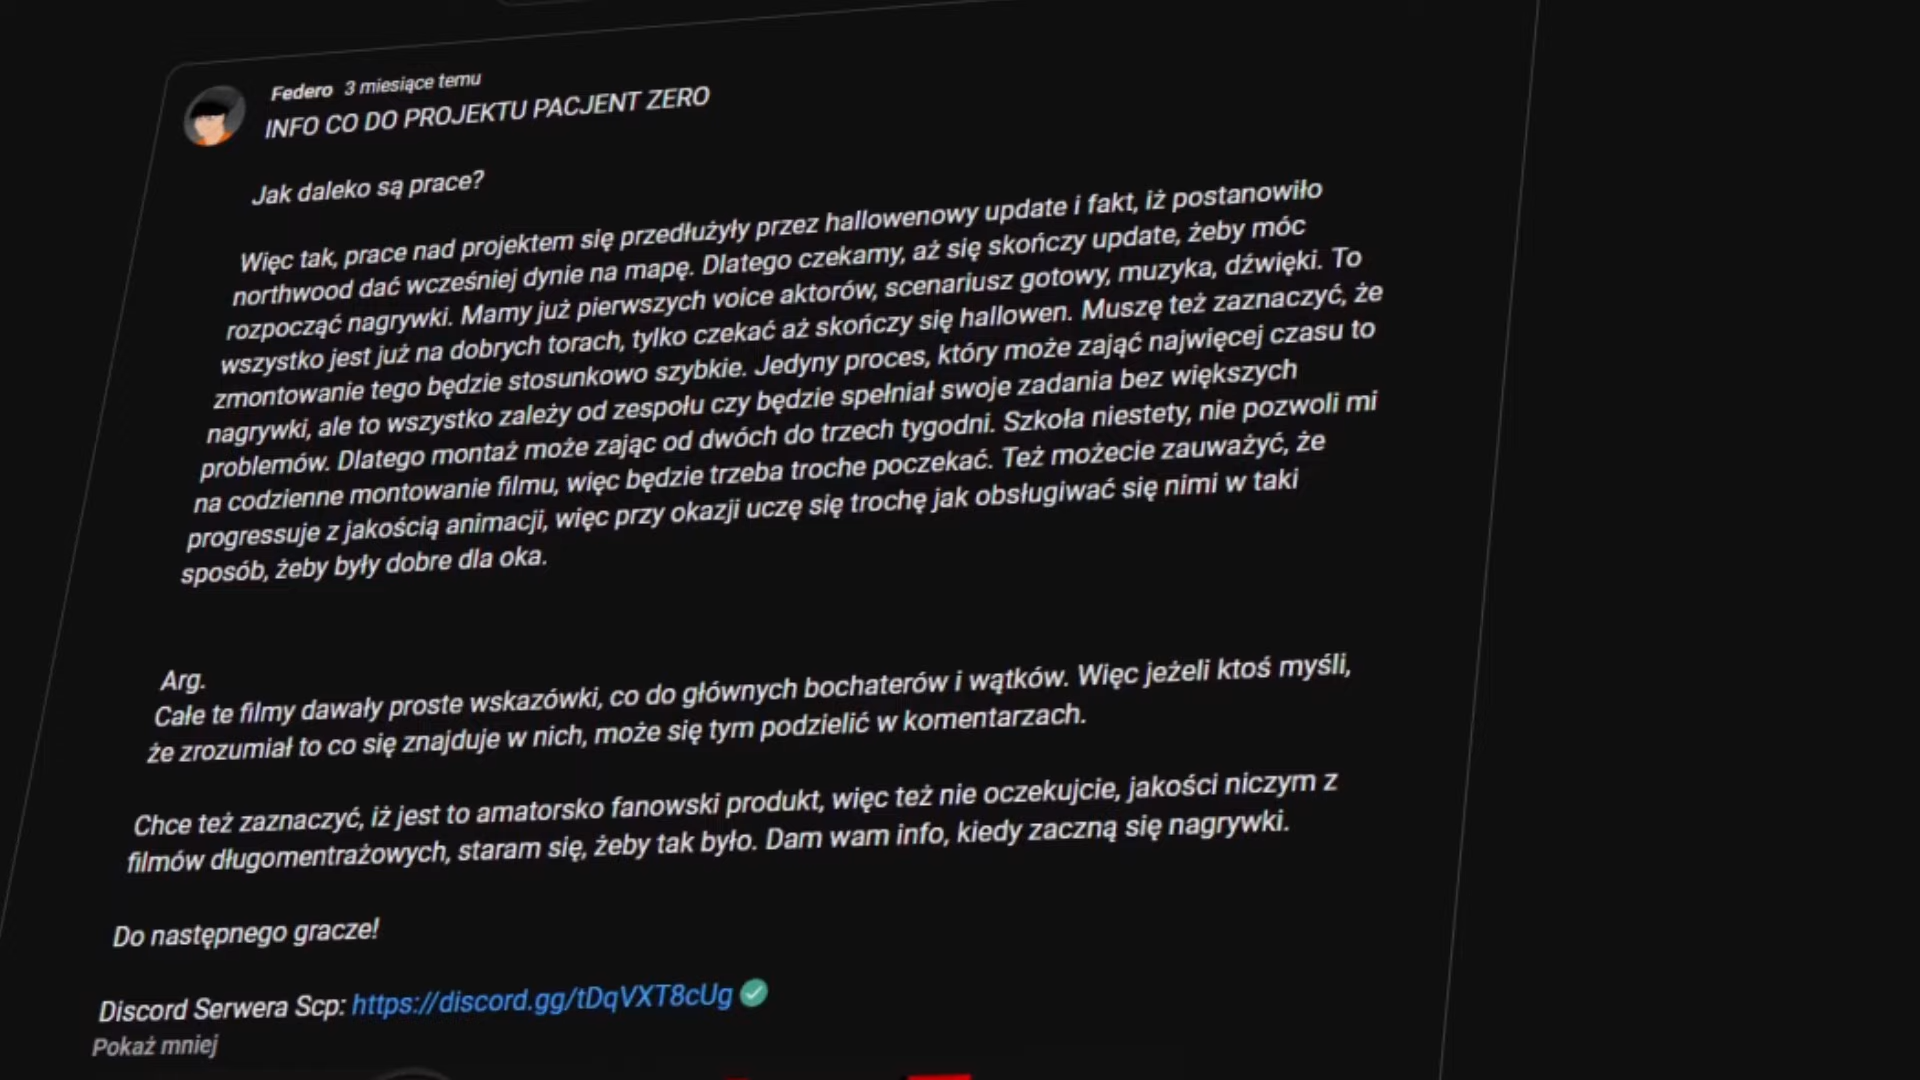 Federo 3 miesiące temu
INFO CO DO PROJEKTU PACJENT ZERO
Jak daleko są prace?
Więc tak, prace nad projektem się przedłużyły przez hallowenowy update i fakt, iż postanowiło
northwood dać wcześniej dynie na mapę. Dlatego czekamy, aż się skończy update, żeby móc
rozpocząć nagrywki. Mamy już pierwszych voice aktorów, scenariusz gotowy, muzyka, dźwięki. To
wszystko jest już na dobrych torach, tylko czekać aż skończy się hallowen. Muszę też zaznaczyć, że
zmontowanie tego będzie stosunkowo szybkie. Jedyny proces, który może zająć najwięcej czasu to
nagrywki, ale to wszystko zależy od zespołu czy będzie spełniał swoje zadania bez większych
problemów. Dlatego montaż może zając od dwóch do trzech tygodni. Szkoła niestety, nie pozwoli mi
na codzienne montowanie filmu, więc będzie trzeba troche poczekać. Też możecie zauważyć, że
progressuje z jakością animacji, więc przy okazji uczę się trochę jak obsługiwać się nimi w taki
sposób, żeby były dobre dla oka.
Arg.
Całe te filmy dawały proste wskazówki, co do głównych bochaterów i wątków. Więc jeżeli ktoś myśli,
że zrozumiał to co się znajduje w nich, może się tym podzielić w komentarzach.
Chce też zaznaczyć, iż jest to amatorsko fanowski produkt, więc też nie oczekujcie, jakości niczym z
filmów długomentrażowych, staram się, żeby tak było. Dam wam info, kiedy zaczną się nagrywki.
Do następnego gracze!
Discord Serwera Scp: https://discord.gg/tDqVXT8cUg
Pokaż mniej